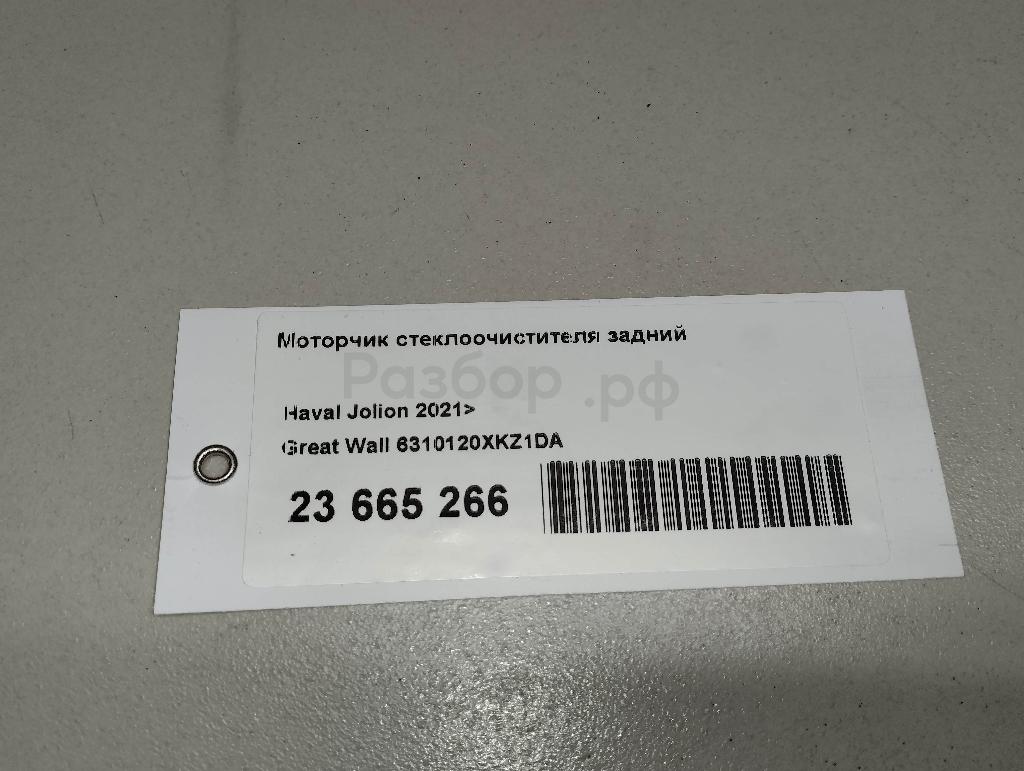 Моторчик стеклоочистителя задний
Разбор.рф
Haval Jolion 2021>
Great Wall 6310120XKZ1DA
23 665 266